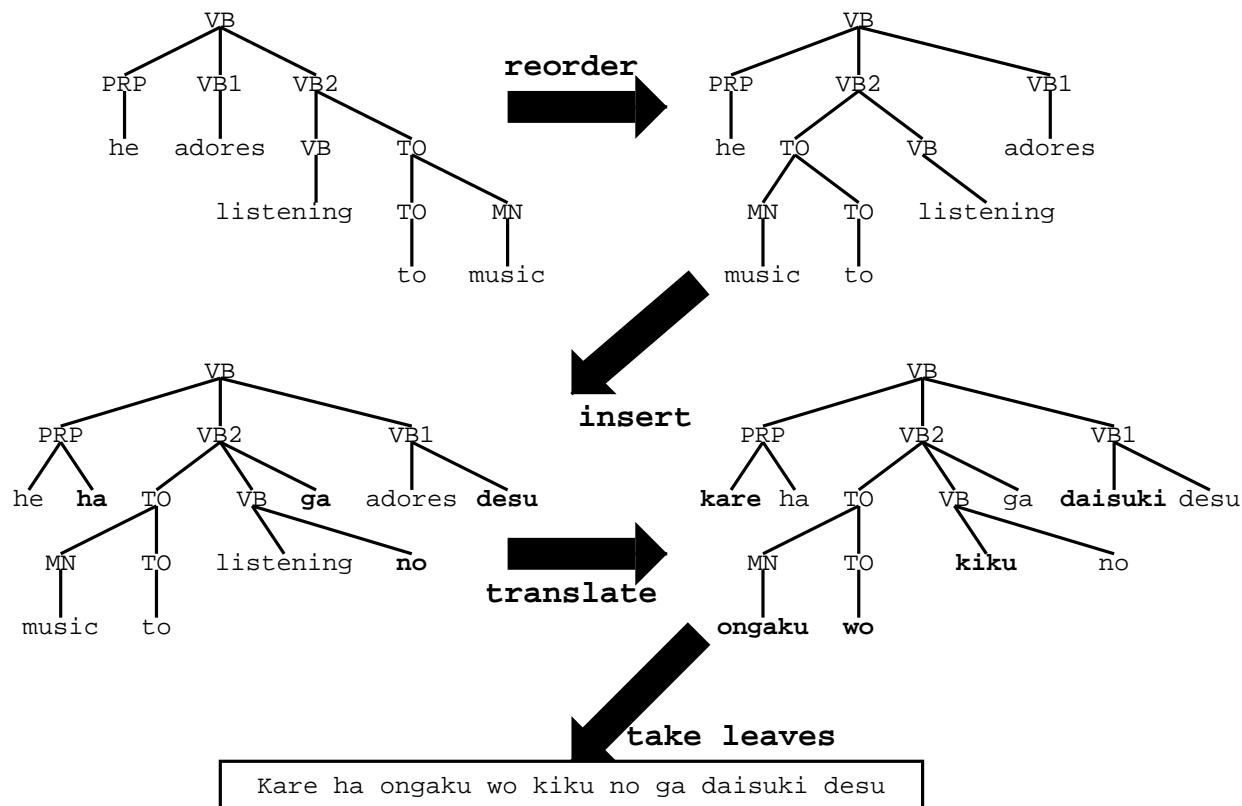 VB VB
reorder
PRP VB1 VB2 PRP VB2 VB1
he adores VB TO he TO VB adores
listening TO MN MN TO listening
to music music to
VB VB
insert
PRP VB2 VB1 PRP VB2 VB1
he ha TO VB ga adores desu kare ha TO VB ga daisuki desu
MN TO listening no MN TO kiku no
translate
music to ongaku wo
take leaves
Kare ha ongaku wo kiku no ga daisuki desu